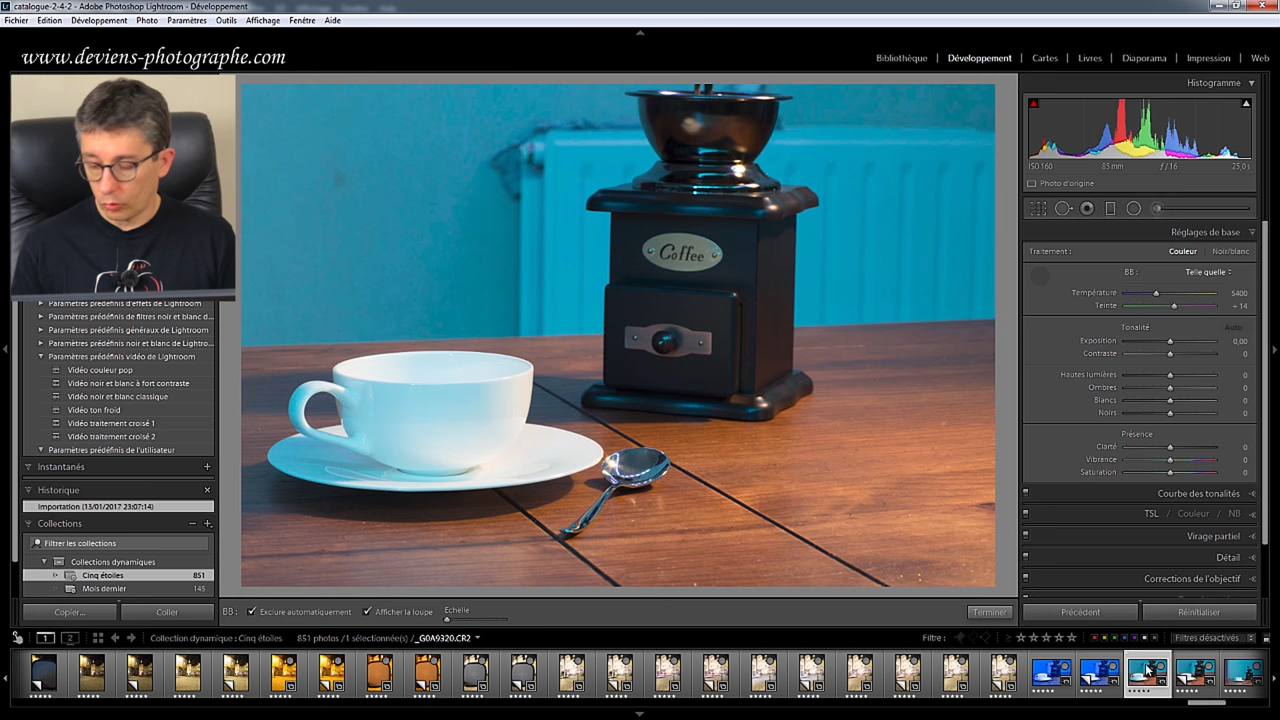 catalogue-2-4-2 - Adobe Photoshop Lightroom - Développement
Fichier Edition Développement Photo Paramètres Outils Affichage Fenêtre Aide
www.deviens-photographe.com
Bibliothèque | Développement | Cartes | Livres | Diaporama | Impression | Web
Histogramme
ISO 160 85 mm ƒ / 16 25,0 s
Photo d'origine
Réglages de base
Traitement : Couleur Noir/blanc
BB : Telle quelle
Température 5400
Teinte + 14
Tonalité Auto
Exposition 0,00
Contraste 0
Hautes lumières 0
Ombres 0
Blancs 0
Noirs 0
Présence
Clarté 0
Vibrance 0
Saturation 0
Courbe des tonalités
TSL / Couleur / NB
Virage partiel
Détail
Corrections de l'objectif
Précédent Réinitialiser
Coffee
Paramètres prédéfinis d'effets de Lightroom
Paramètres prédéfinis de filtres noir et blanc d...
Paramètres prédéfinis généraux de Lightroom
Paramètres prédéfinis noir et blanc de Lightro...
Paramètres prédéfinis vidéo de Lightroom
Vidéo couleur pop
Vidéo noir et blanc à fort contraste
Vidéo noir et blanc classique
Vidéo ton froid
Vidéo traitement croisé 1
Vidéo traitement croisé 2
Paramètres prédéfinis de l'utilisateur
Instantanés
Historique
Importation (13/01/2017 23:07:14)
Collections
Filtrer les collections
Collections dynamiques
Cinq étoiles 851
Mois dernier 145
Copier... Coller
BB : Exclure automatiquement Afficher la loupe Echelle Terminer
1 2 Collection dynamique : Cinq étoiles 851 photos /1 sélectionnée(s) /_G0A9320.CR2 Filtre : Filtres désactivés